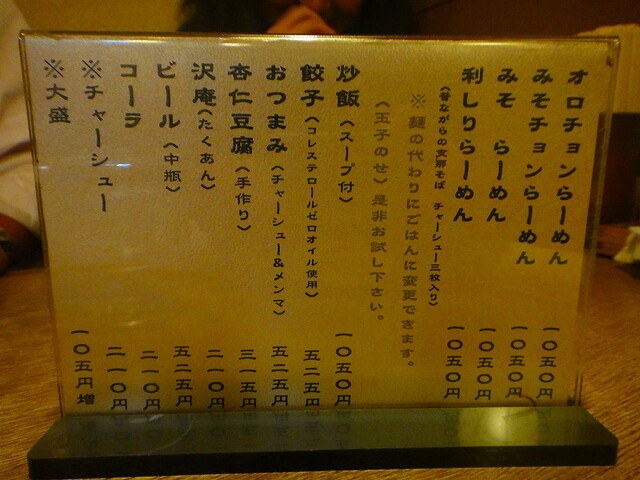 オロチョンらーめん 一〇五〇円
みそチョンらーめん 一〇五〇円
みそ らーめん 一〇五〇円
利しりらーめん 一〇五〇円
(昔ながらの支那そば チャーシュー三枚入り)
※麺の代わりにごはんに変更できます。
(玉子のせ)是非お試し下さい。
炒飯(スープ付) 一〇五〇円
餃子(コレステロールゼロオイル使用) 五二五円
おつまみ(チャーシュー&メンマ) 五二五円
杏仁豆腐(手作り) 三一五円
沢庵(たくあん) 二一〇円
ビール(中瓶) 五二五円
コーラ 二一〇円
※チャーシュー 二一〇円
※大盛 一〇五円増